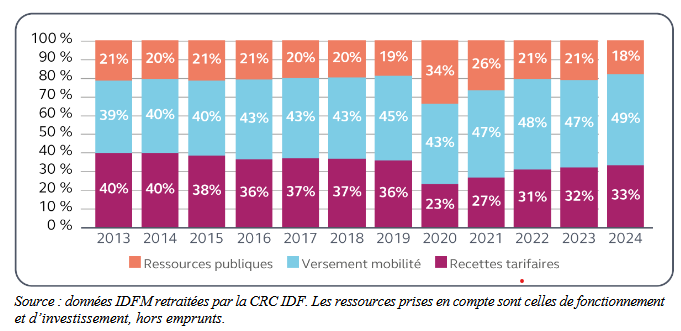 100 %
90 %
80 %
70 %
60 %
50 %
40 %
30 %
20 %
10 %
0 %
21% 20% 21% 21% 20% 20% 19% 34% 26% 21% 21% 18%
39% 40% 40% 43% 43% 43% 45% 43% 47% 48% 47% 49%
40% 40% 38% 36% 37% 37% 36% 23% 27% 31% 32% 33%
2013 2014 2015 2016 2017 2018 2019 2020 2021 2022 2023 2024
Ressources publiques Versement mobilité Recettes tarifaires
Source : données IDFM retraitées par la CRC IDF. Les ressources prises en compte sont celles de fonctionnement
et d’investissement, hors emprunts.